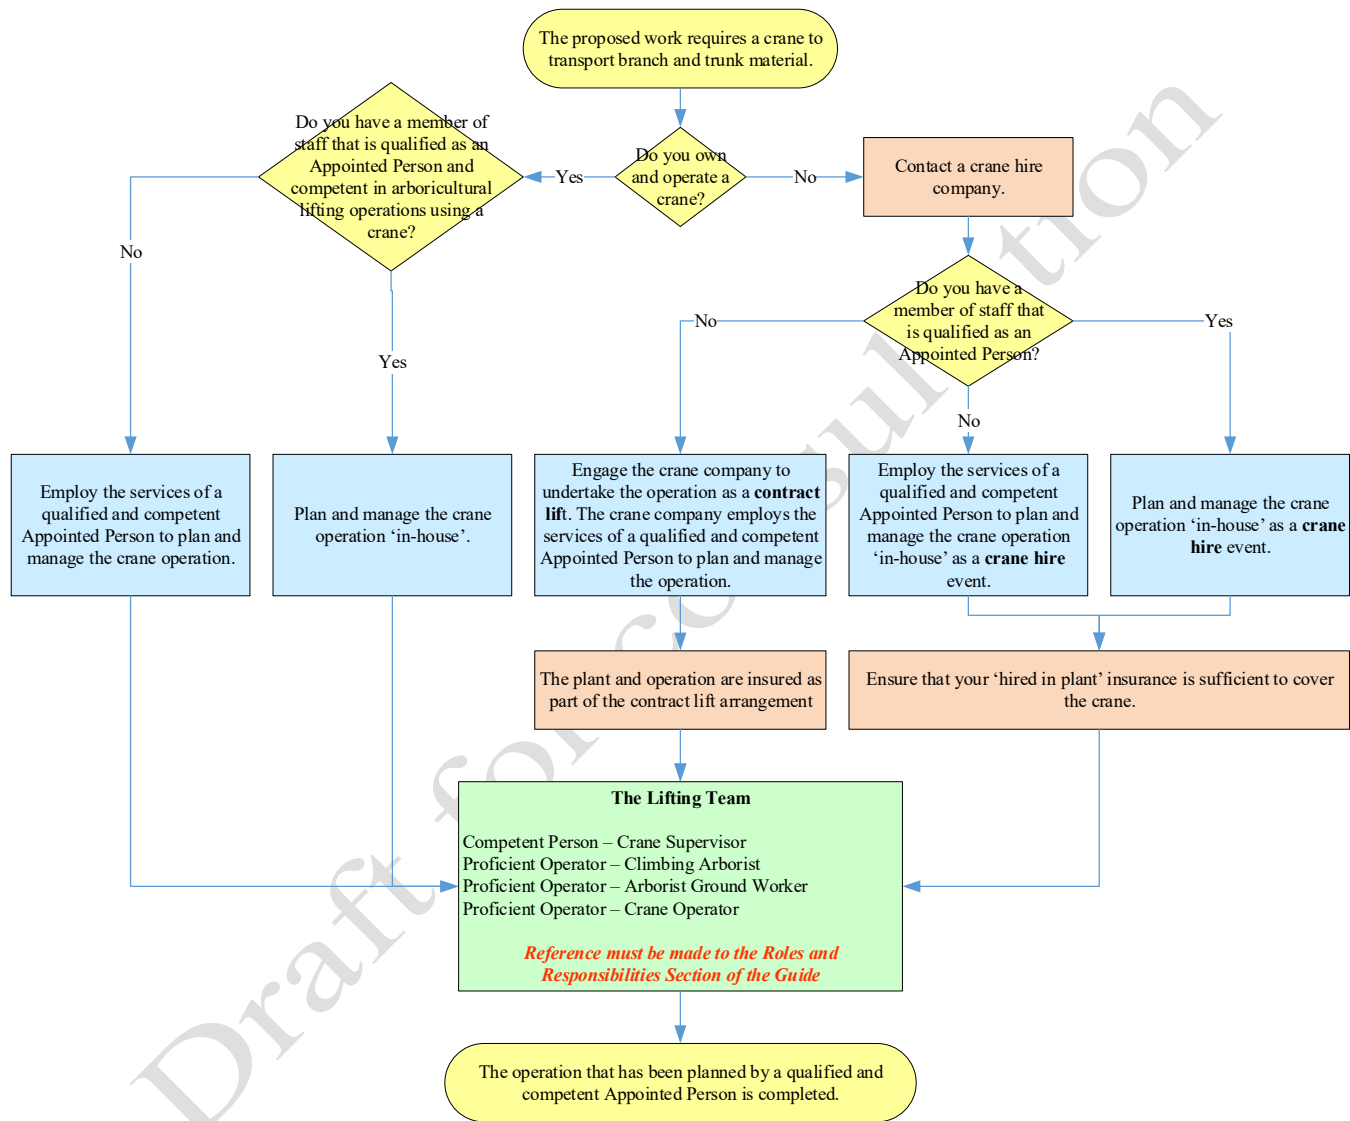 The proposed work requires a crane to
transport branch and trunk material.
Do you have a member of
staff that is qualified as an
Appointed Person and
competent in arboricultural
lifting operations using a
crane?
Yes
Do you own
and operate a
crane?
No
Contact a crane hire
company.
No
Yes
Do you have a
member of staff that
is qualified as an
Appointed Person?
No
No
Yes
Employ the services of a
qualified and competent
Appointed Person to plan and
manage the crane operation.
Plan and manage the crane
operation ‘in-house’.
Engage the crane company to
undertake the operation as a contract
lift. The crane company employs the
services of a qualified and competent
Appointed Person to plan and manage
the operation.
Employ the services of a
qualified and competent
Appointed Person to plan and
manage the crane operation
‘in-house’ as a crane hire
event.
Plan and manage the crane
operation ‘in-house’ as a crane
hire event.
The plant and operation are insured as
part of the contract lift arrangement
Ensure that your ‘hired in plant’ insurance is sufficient to cover
the crane.
The Lifting Team
Competent Person – Crane Supervisor
Proficient Operator – Climbing Arborist
Proficient Operator – Arborist Ground Worker
Proficient Operator – Crane Operator
Reference must be made to the Roles and
Responsibilities Section of the Guide
The operation that has been planned by a qualified and
competent Appointed Person is completed.
Draft for consultation